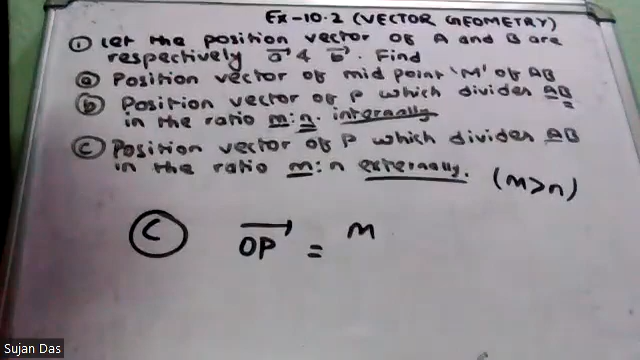 Ex-10.2 (VECTOR GEOMETRY)
① Let the position vector of A and B are
respectively a⃗ & b⃗. Find
ⓐ Position vector of mid point 'M' of AB
ⓑ Position vector of P which divides AB
in the ratio m:n internally
ⓒ Position vector of P which divides AB
in the ratio m:n externally.
(m>n)
Ⓒ OP⃗ = M
Sujan Das